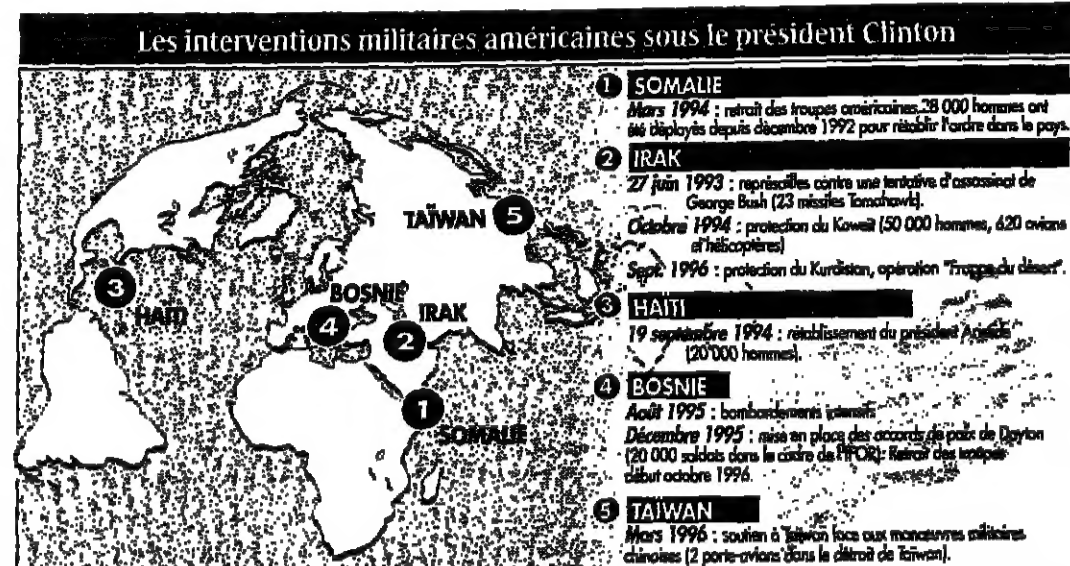 Les interventions militaires américaines sous le président Clinton
TAÏWAN 5
3
HAÏTI
BOSNIE
4
IRAK
2
1
SOMALIE
1 SOMALIE
Mars 1994 : retrait des troupes américaines. 28 000 hommes ont
été déployés depuis décembre 1992 pour rétablir l'ordre dans le pays.
2 IRAK
27 juin 1993 : représailles contre une tentative d'assassinat de
George Bush (23 missiles Tomahawk).
Octobre 1994 : protection du Koweït (50 000 hommes, 620 avions
et hélicoptères)
Sept. 1996 : protection du Kurdistan, opération "Frappe du désert".
3 HAÏTI
19 septembre 1994 : rétablissement du président Aristide
(20 000 hommes).
4 BOSNIE
Août 1995 : bombardements intensifs.
Décembre 1995 : mise en place des accords de paix de Dayton
(20 000 soldats dans le cadre de l'IFOR). Retrait des troupes
début octobre 1996.
5 TAÏWAN
Mars 1996 : soutien à Taïwan face aux manœuvres militaires
chinoises (2 porte-avions dans le détroit de Taïwan).